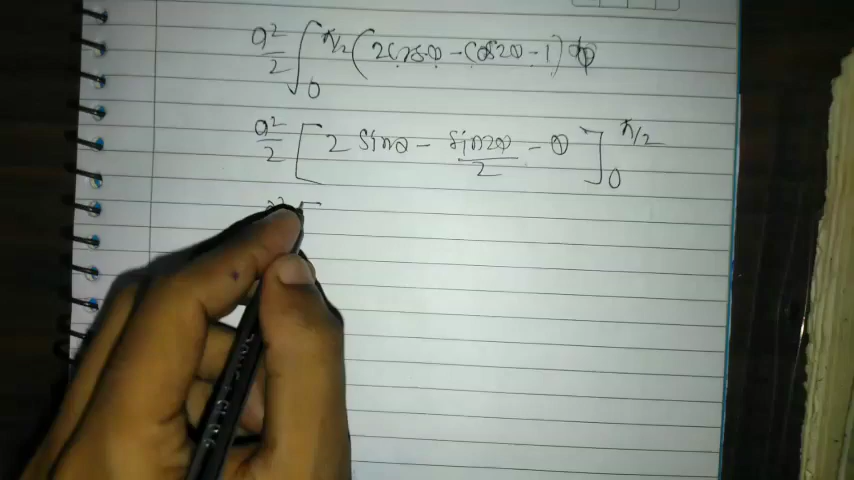 a²/2 ∫₀^π/2 (2cosθ - cos2θ - 1) dθ
a²/2 [2 sinθ - sin2θ/2 - θ]₀^π/2